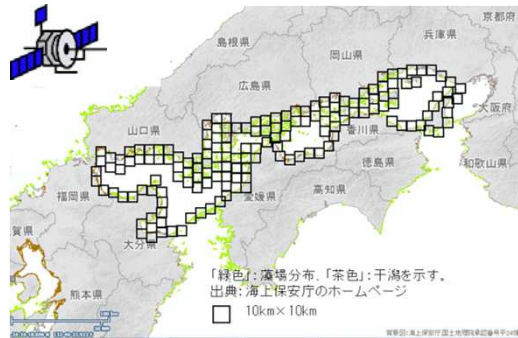 京都府
兵庫県
島根県
岡山県
広島県
大阪府
山口県
香川県
徳島県
和歌山県
福岡県
愛媛県
高知県
大分県
賀県
熊本県
「緑色」:藻場分布、「茶色」:干潟を示す。
出典:海上保安庁のホームページ
10km×10km